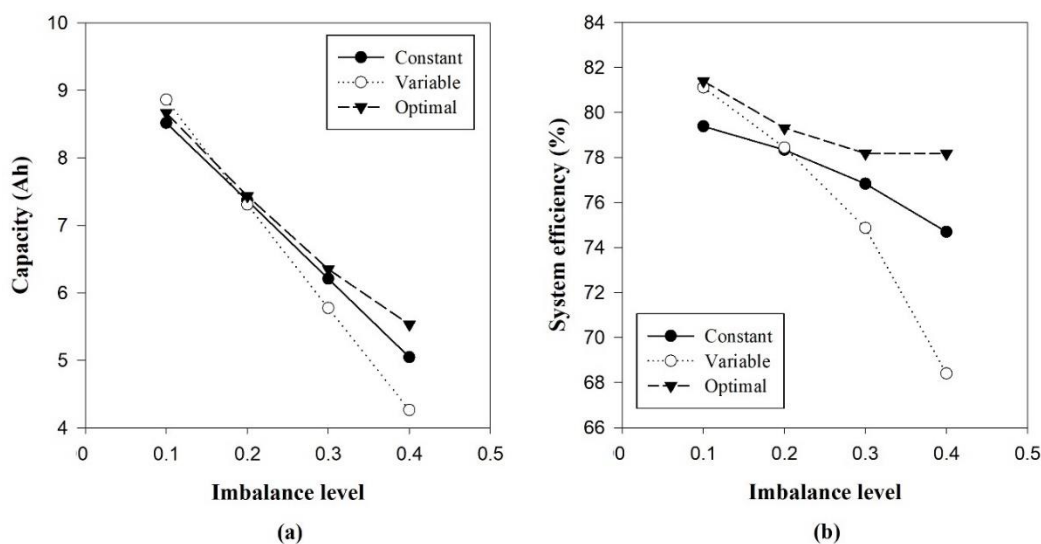 10
9
8
7
6
5
4
Capacity (Ah)
Constant
Variable
Optimal
0
0.1
0.2
0.3
0.4
0.5
Imbalance level
(a)
84
82
80
78
76
74
72
70
68
66
System efficiency (%)
Constant
Variable
Optimal
0
0.1
0.2
0.3
0.4
0.5
Imbalance level
(b)